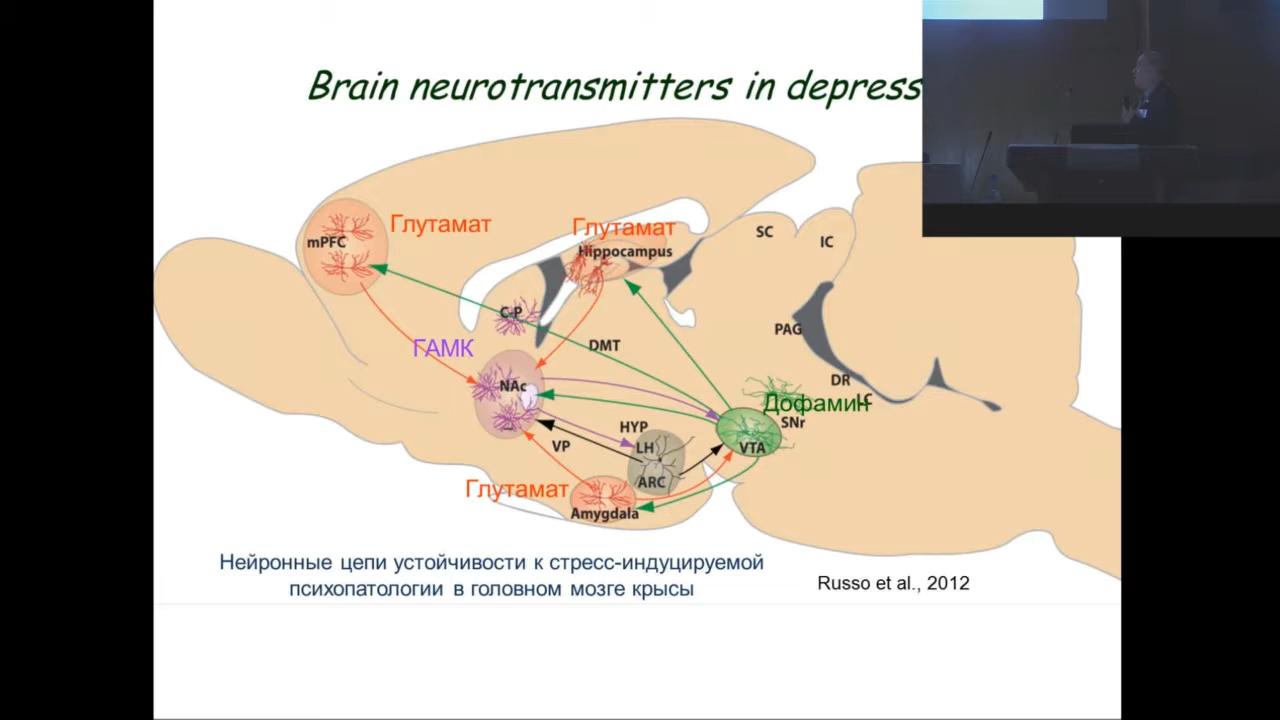 Brain neurotransmitters in depress
Глутамат
Глутамат
mPFC
Hippocampus
SC
IC
C-P
PAG
ГАМК
DMT
NAc
DR
LC
Дофамин
SNr
HYP
VP
LH
VTA
ARC
Глутамат
Amygdala
Нейронные цепи устойчивости к стресс-индуцируемой
психопатологии в головном мозге крысы
Russo et al., 2012